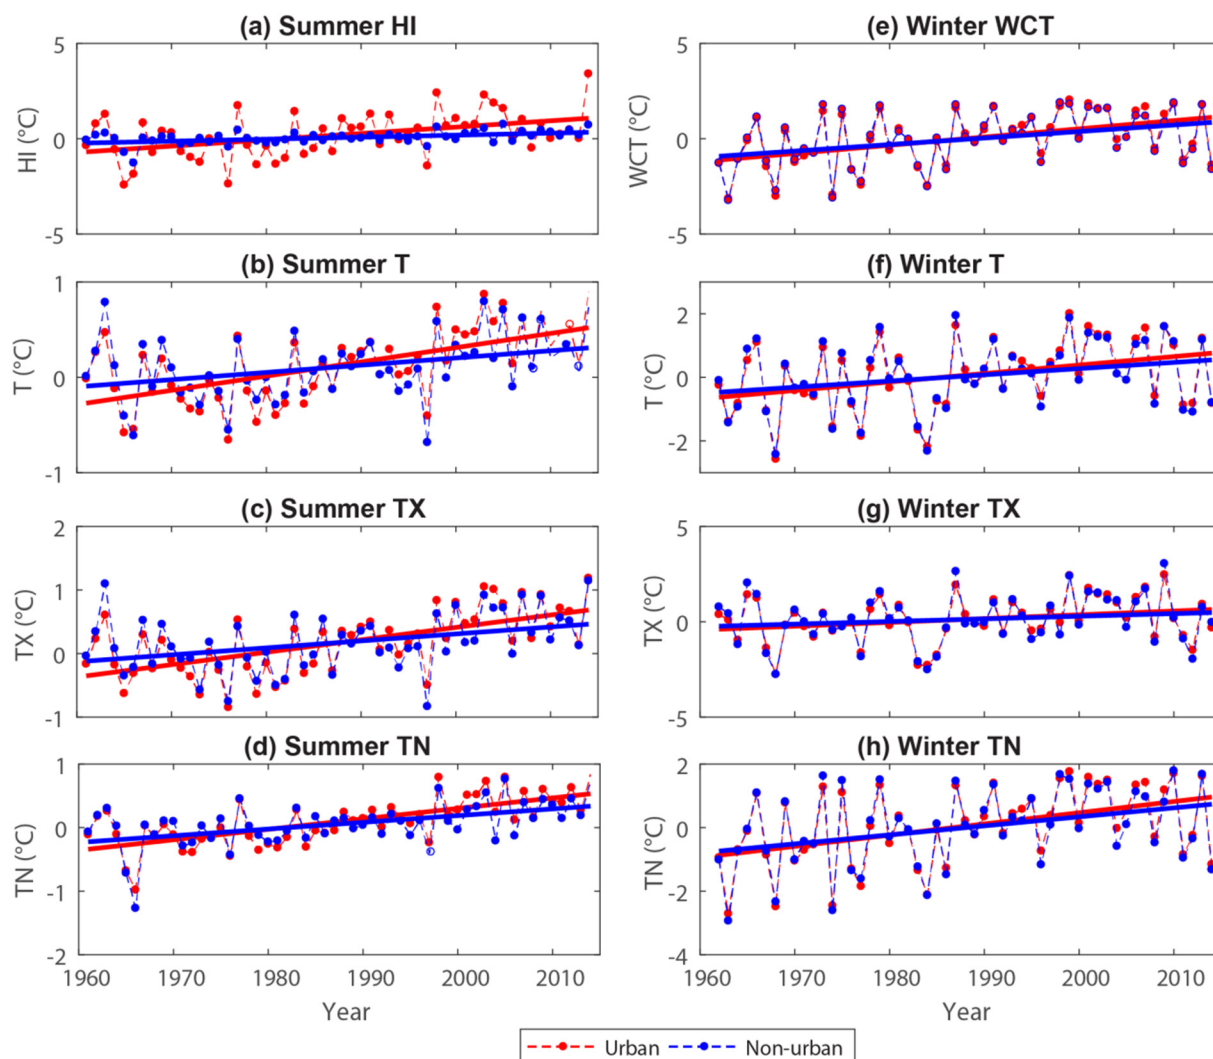 (a) Summer HI
5
0
-5
HI (°C)
(b) Summer T
1
0
-1
T (°C)
(c) Summer TX
2
1
0
-1
TX (°C)
(d) Summer TN
1
0
-1
-2
TN (°C)
1960 1970 1980 1990 2000 2010
Year
(e) Winter WCT
5
0
-5
WCT (°C)
(f) Winter T
2
0
-2
T (°C)
(g) Winter TX
5
0
-5
TX (°C)
(h) Winter TN
2
0
-2
-4
TN (°C)
1960 1970 1980 1990 2000 2010
Year
Urban Non-urban